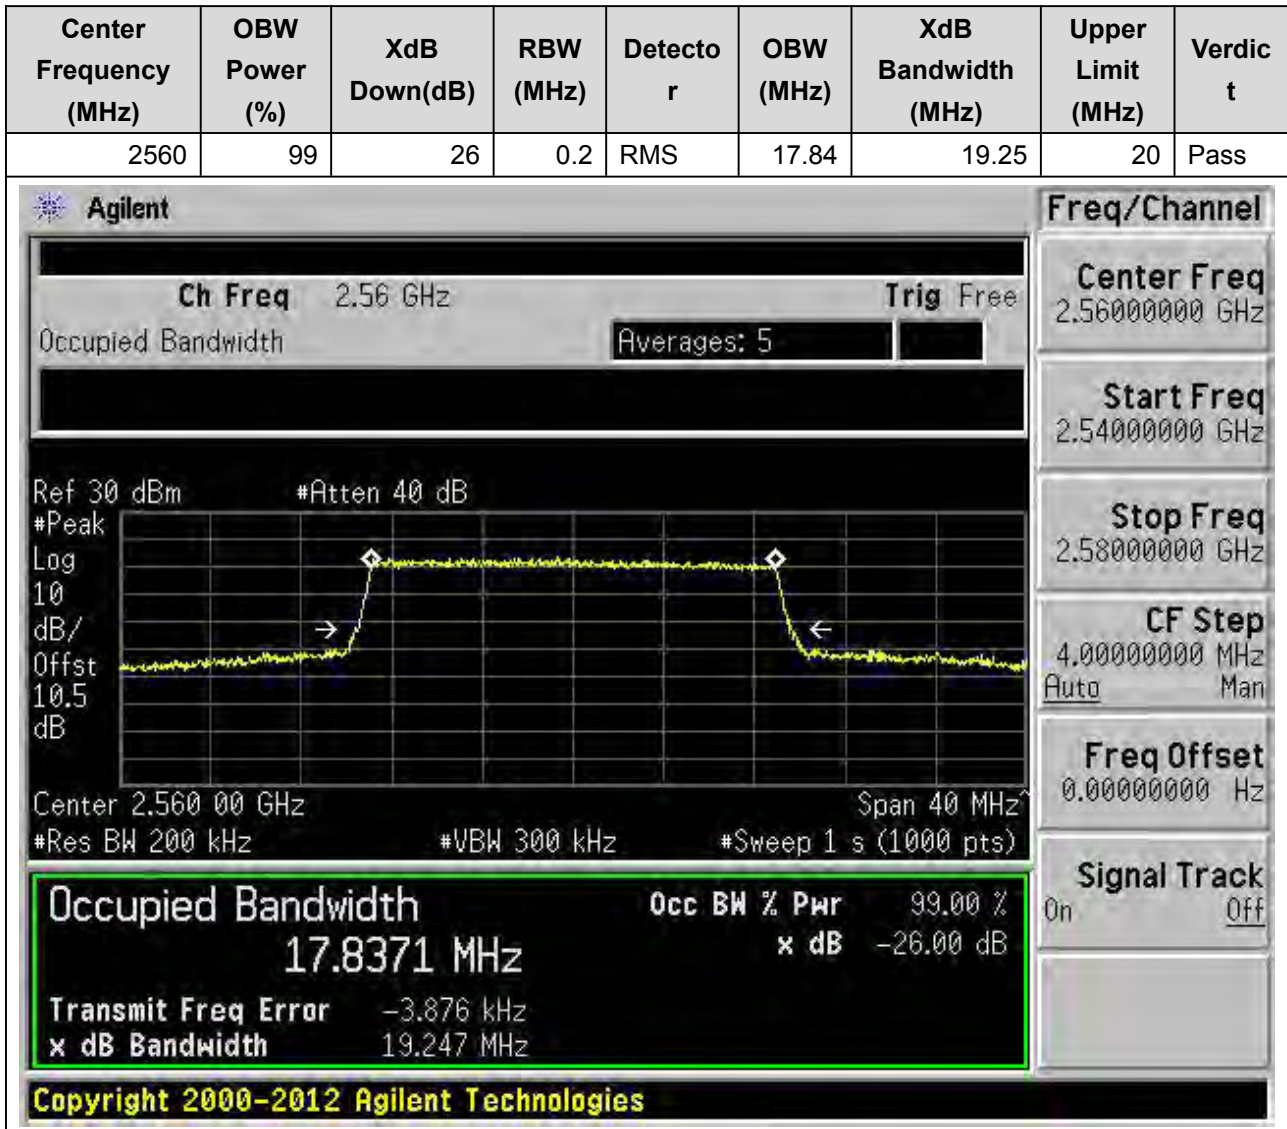 Center Frequency (MHz) OBW Power (%) XdB Down(dB) RBW (MHz) Detecto r OBW (MHz) XdB Bandwidth (MHz) Upper Limit (MHz) Verdic t
2560 99 26 0.2 RMS 17.84 19.25 20 Pass
Agilent
Freq/Channel
Ch Freq 2.56 GHz Trig Free
Occupied Bandwidth Averages: 5
Center Freq
2.56000000 GHz
Start Freq
2.54000000 GHz
Stop Freq
2.58000000 GHz
CF Step
4.00000000 MHz
Auto Man
Freq Offset
0.00000000 Hz
Signal Track
On Off
Ref 30 dBm #Atten 40 dB
#Peak
Log
10
dB/
Offst
10.5
dB
Center 2.560 00 GHz Span 40 MHz^
#Res BW 200 kHz #VBW 300 kHz #Sweep 1 s (1000 pts)
Occupied Bandwidth Occ BW % Pwr 99.00 %
17.8371 MHz x dB -26.00 dB
Transmit Freq Error -3.876 kHz
x dB Bandwidth 19.247 MHz
Copyright 2000-2012 Agilent Technologies